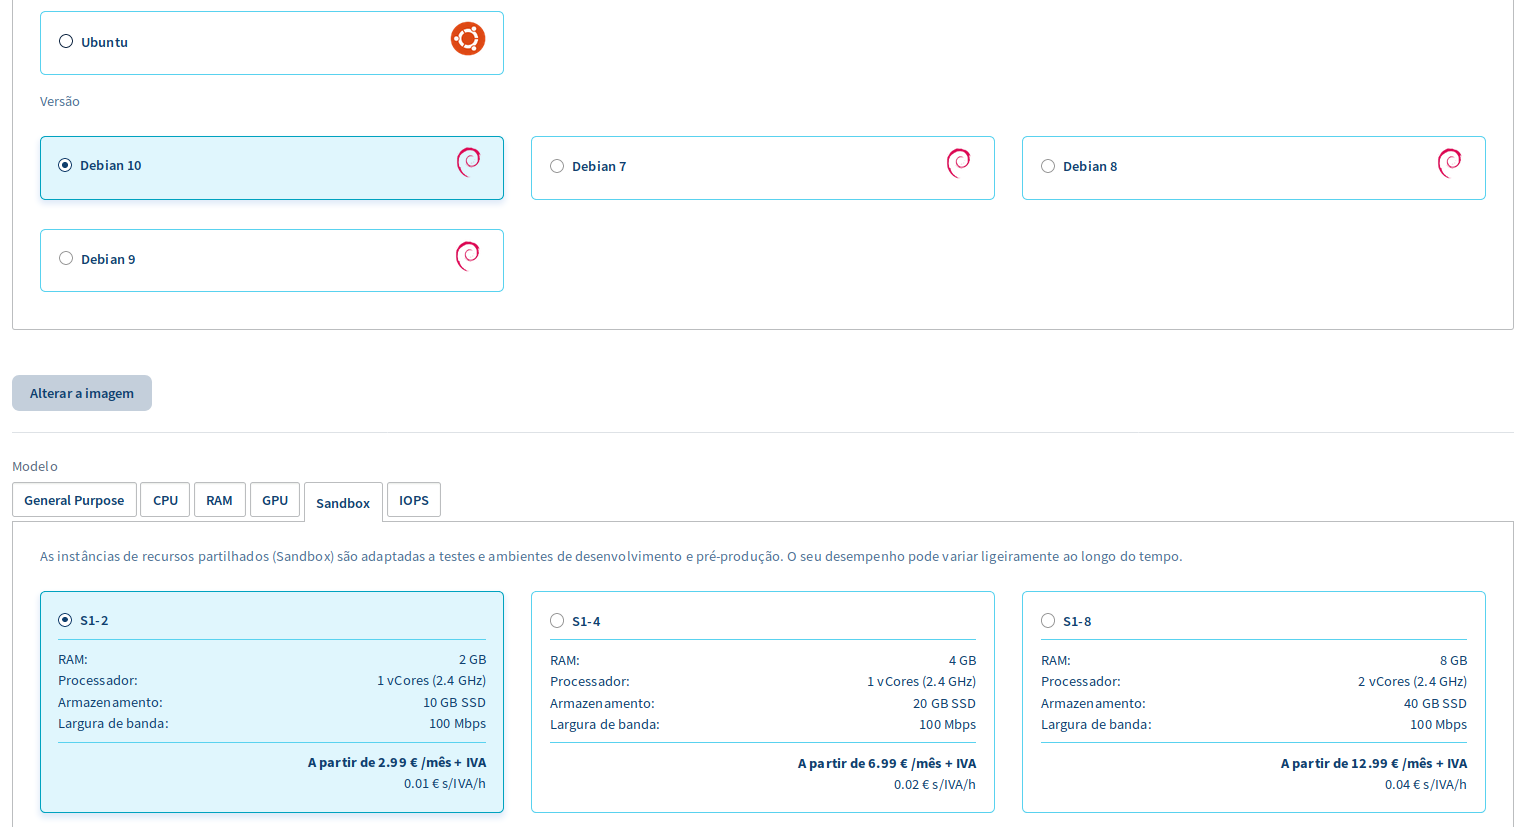 Ubuntu
Versão
Debian 10
Debian 7
Debian 8
Debian 9
Alterar a imagem
Modelo
General Purpose
CPU
RAM
GPU
Sandbox
IOPS
As instâncias de recursos partilhados (Sandbox) são adaptadas a testes e ambientes de desenvolvimento e pré-produção. O seu desempenho pode variar ligeiramente ao longo do tempo.
S1-2
RAM: 2 GB
Processador: 1 vCores (2.4 GHz)
Armazenamento: 10 GB SSD
Largura de banda: 100 Mbps
A partir de 2.99 € /mês + IVA
0.01 € s/IVA/h
S1-4
RAM: 4 GB
Processador: 1 vCores (2.4 GHz)
Armazenamento: 20 GB SSD
Largura de banda: 100 Mbps
A partir de 6.99 € /mês + IVA
0.02 € s/IVA/h
S1-8
RAM: 8 GB
Processador: 2 vCores (2.4 GHz)
Armazenamento: 40 GB SSD
Largura de banda: 100 Mbps
A partir de 12.99 € /mês + IVA
0.04 € s/IVA/h